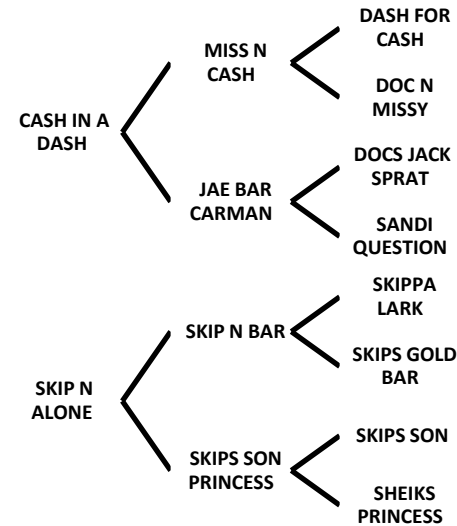 DASH FOR
CASH
MISS N
CASH
DOC N
MISSY
CASH IN A
DASH
DOCS JACK
SPRAT
JAE BAR
CARMAN
SANDI
QUESTION
SKIPPA
LARK
SKIP N BAR
SKIPS GOLD
BAR
SKIP N
ALONE
SKIPS SON
SKIPS SON
PRINCESS
SHEIKS
PRINCESS